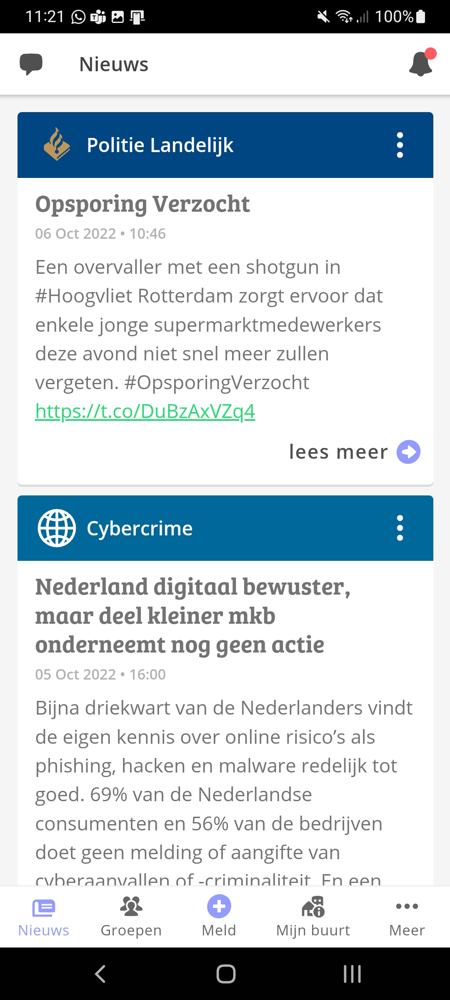 11:21
100%
Nieuws
Politie Landelijk
Opsporing Verzocht
06 Oct 2022 • 10:46
Een overvaller met een shotgun in
#Hoogvliet Rotterdam zorgt ervoor dat
enkele jonge supermarktmedewerkers
deze avond niet snel meer zullen
vergeten. #OpsporingVerzocht
https://t.co/DuBzAxVZq4
lees meer
Cybercrime
Nederland digitaal bewuster,
maar deel kleiner mkb
onderneemt nog geen actie
05 Oct 2022 • 16:00
Bijna driekwart van de Nederlanders vindt
de eigen kennis over online risico’s als
phishing, hacken en malware redelijk tot
goed. 69% van de Nederlandse
consumenten en 56% van de bedrijven
doet geen melding of aangifte van
cyberaanvallen of -criminaliteit. En een
Nieuws
Groepen
Meld
Mijn buurt
Meer